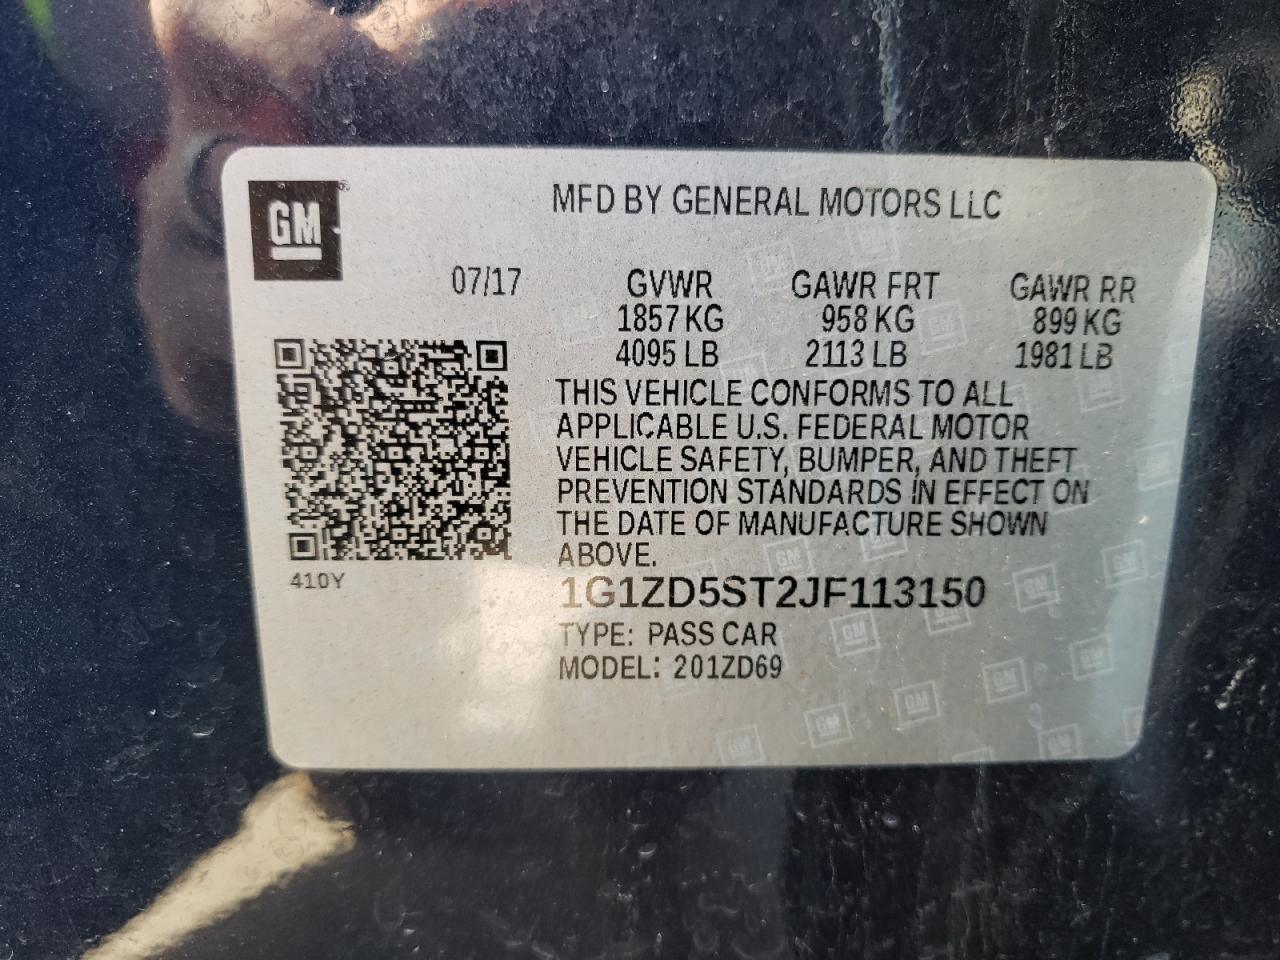 GM
MFD BY GENERAL MOTORS LLC
07/17
GVWR GAWR FRT GAWR RR
1857 KG 958 KG 899 KG
4095 LB 2113 LB 1981 LB
THIS VEHICLE CONFORMS TO ALL
APPLICABLE U.S. FEDERAL MOTOR
VEHICLE SAFETY, BUMPER, AND THEFT
PREVENTION STANDARDS IN EFFECT ON
THE DATE OF MANUFACTURE SHOWN
ABOVE.
410Y
1G1ZD5ST2JF113150
TYPE: PASS CAR
MODEL: 201ZD69